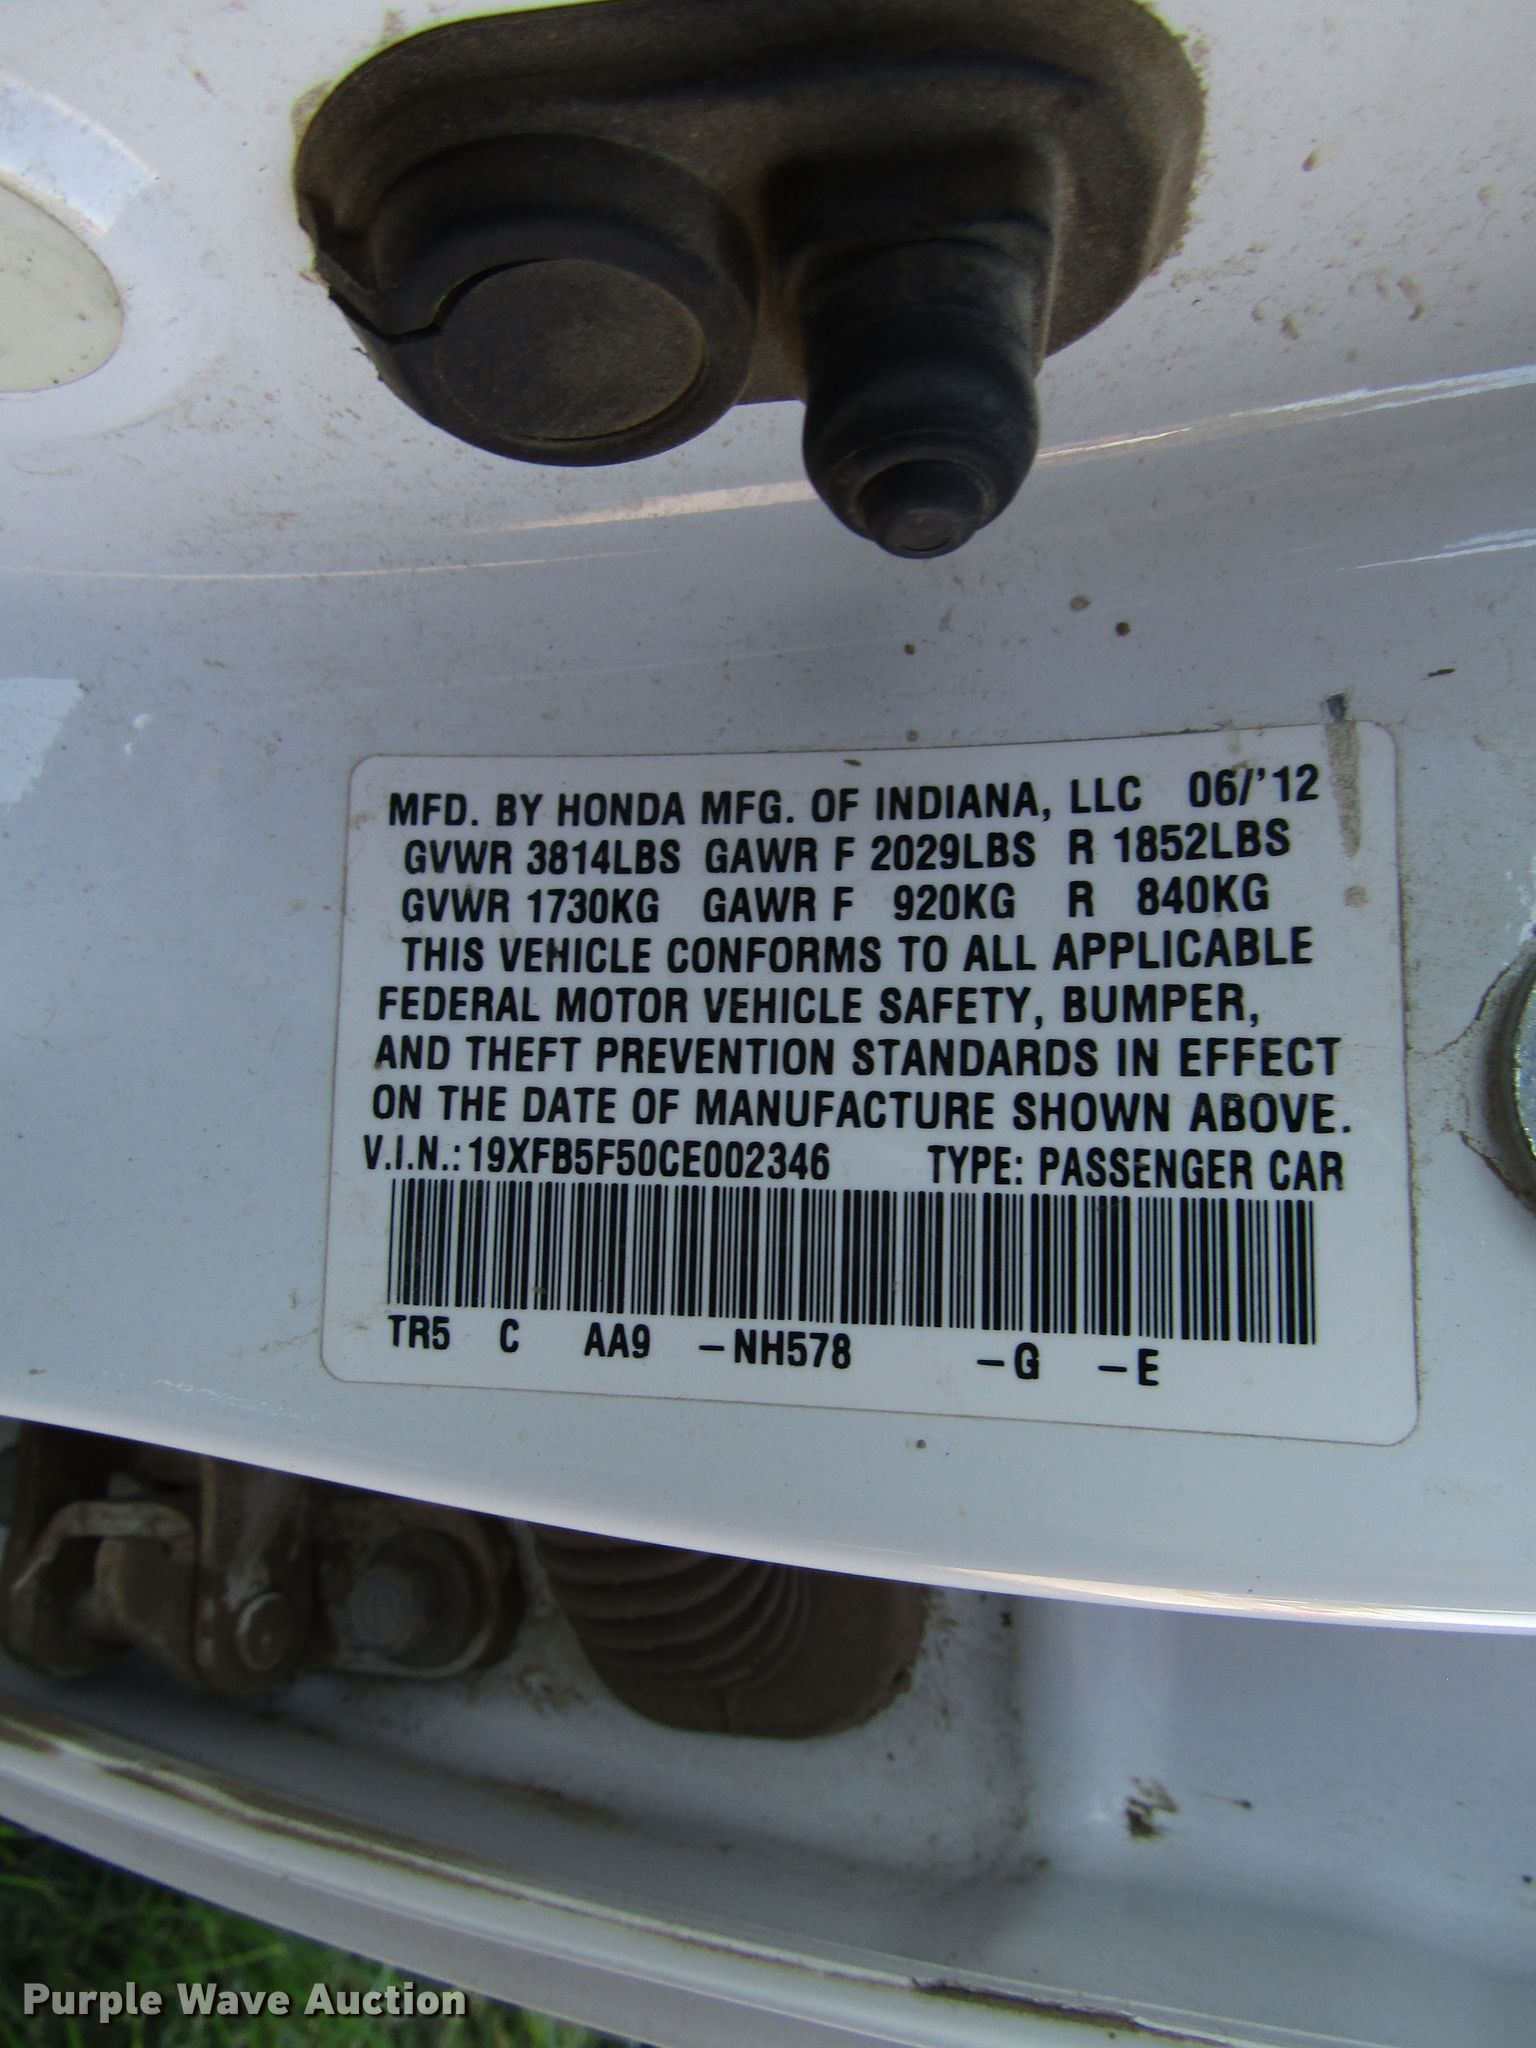 MFD. BY HONDA MFG. OF INDIANA, LLC 06/'12
GVWR 3814LBS GAWR F 2029LBS R 1852LBS
GVWR 1730KG GAWR F 920KG R 840KG
THIS VEHICLE CONFORMS TO ALL APPLICABLE
FEDERAL MOTOR VEHICLE SAFETY, BUMPER,
AND THEFT PREVENTION STANDARDS IN EFFECT
ON THE DATE OF MANUFACTURE SHOWN ABOVE.
V.I.N.: 19XFB5F50CE002346 TYPE: PASSENGER CAR
TR5 C AA9 -NH578 -G -E
Purple Wave Auction